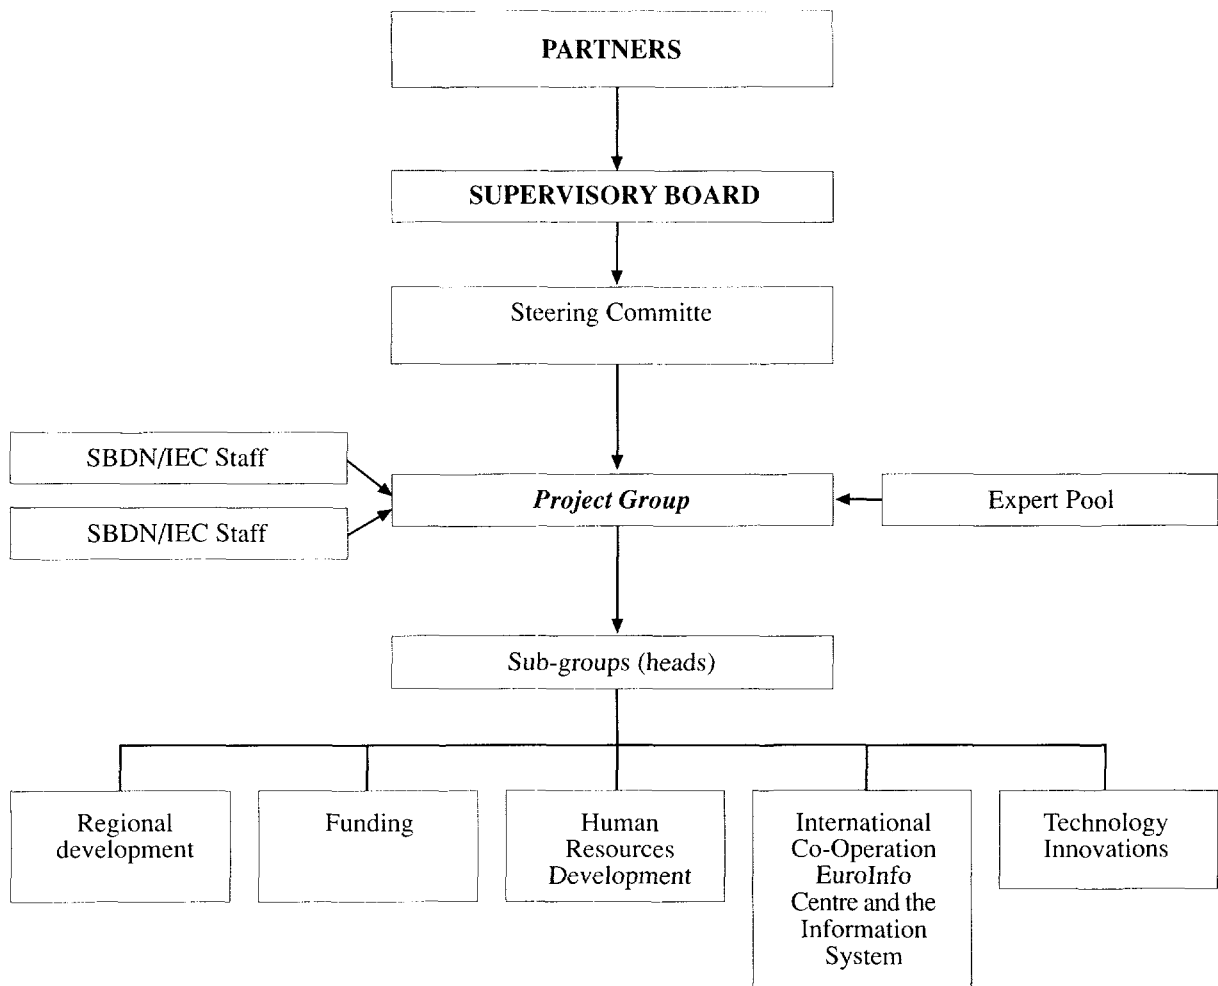 PARTNERS
SUPERVISORY BOARD
Steering Committe
SBDN/IEC Staff
Project Group
Expert Pool
SBDN/IEC Staff
Sub-groups (heads)
Regional
development
Funding
Human
Resources
Development
International
Co-Operation
EuroInfo
Centre and the
Information
System
Technology
Innovations